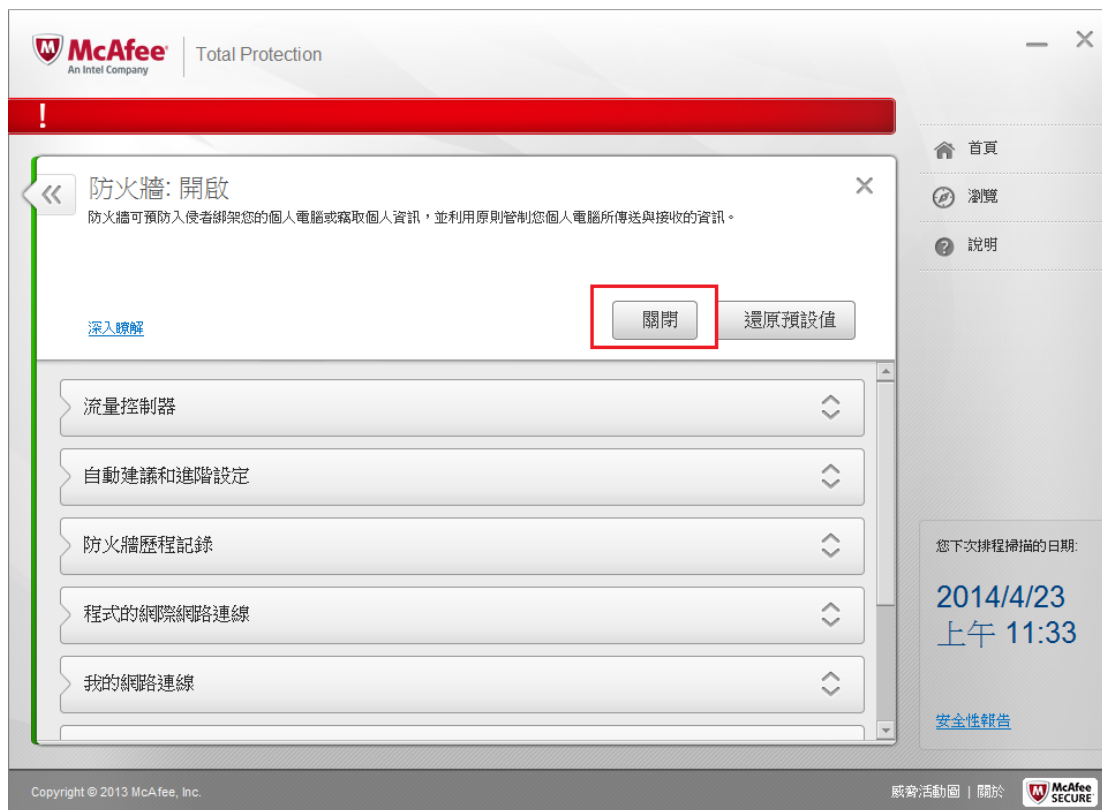 McAfee
An Intel Company
Total Protection
!
防火牆: 開啟
防火牆可預防入侵者綁架您的個人電腦或竊取個人資訊，並利用原則管制您個人電腦所傳送與接收的資訊。
深入瞭解
關閉
還原預設值
流量控制器
自動建議和進階設定
防火牆歷程記錄
程式的網際網路連線
我的網路連線
首頁
瀏覽
說明
您下次排程掃描的日期:
2014/4/23
上午 11:33
安全性報告
Copyright © 2013 McAfee, Inc.
威脅活動圖 | 關於
McAfee
SECURE